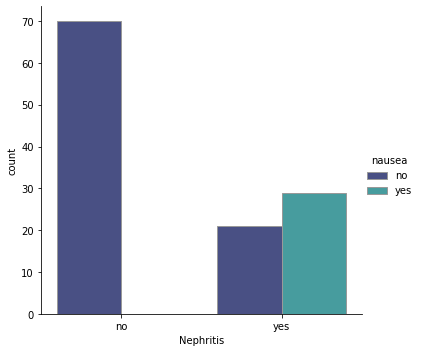 70
60
50
40
30
20
10
0
count
no
yes
Nephritis
nausea
no
yes